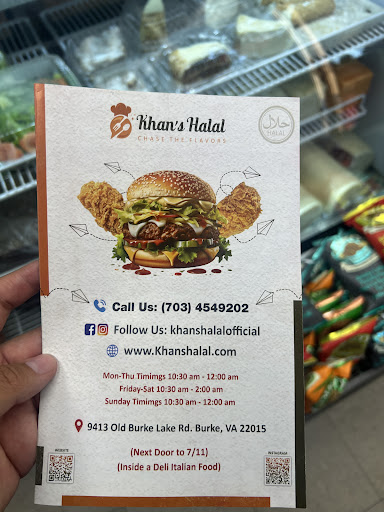 Khan's Halal
CHASE THE FLAVORS
حلال
HALAL
Call Us: (703) 4549202
Follow Us: khanshalalofficial
www.Khanshalal.com
Mon-Thu Timings 10:30 am - 12:00 am
Friday-Sat 10:30 am - 2:00 am
Sunday Timmings 10:30 am - 12:00 am
9413 Old Burke Lake Rd. Burke, VA 22015
(Next Door to 7/11)
(Inside a Deli Italian Food)
WEBSITE
INSTAGRAM